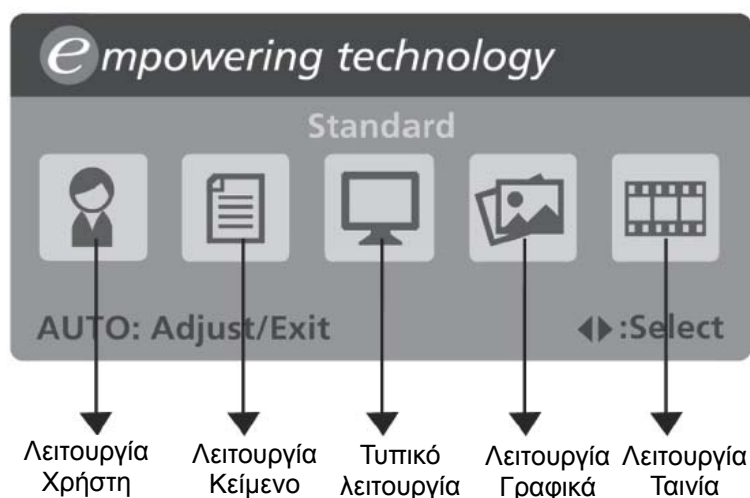 empowering technology
Standard
AUTO: Adjust/Exit
◀▶:Select
Λειτουργία Χρήστη
Λειτουργία Κείμενο
Τυπικό λειτουργία
Λειτουργία Γραφικά
Λειτουργία Ταινία